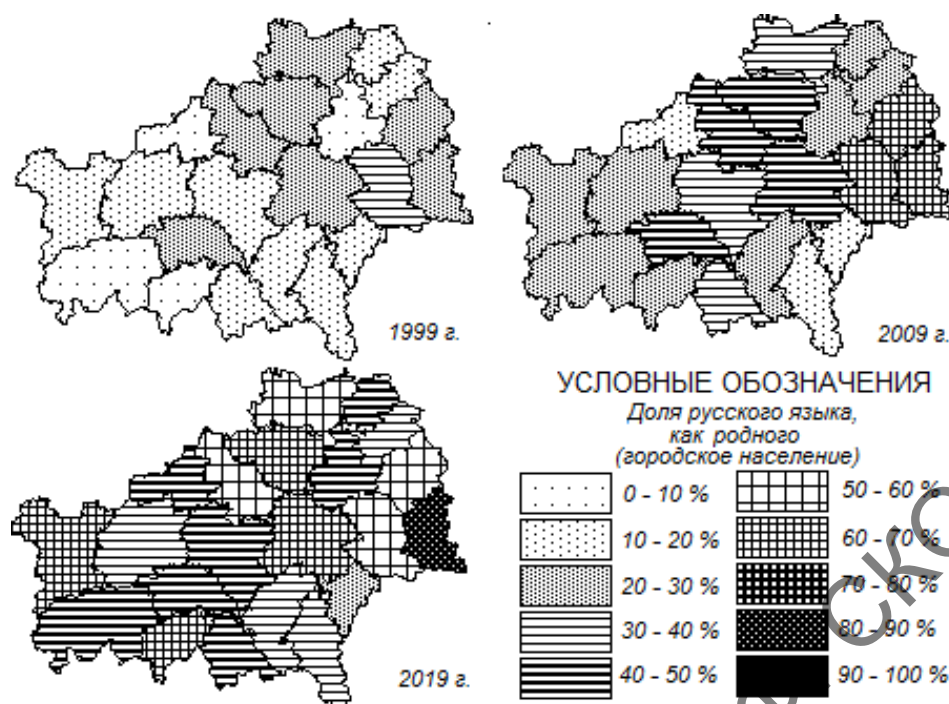 1999 г.
2009 г.
2019 г.
УСЛОВНЫЕ ОБОЗНАЧЕНИЯ
Доля русского языка,
как родного
(городское население)
0 - 10 %
10 - 20 %
20 - 30 %
30 - 40 %
40 - 50 %
50 - 60 %
60 - 70 %
70 - 80 %
80 - 90 %
90 - 100 %